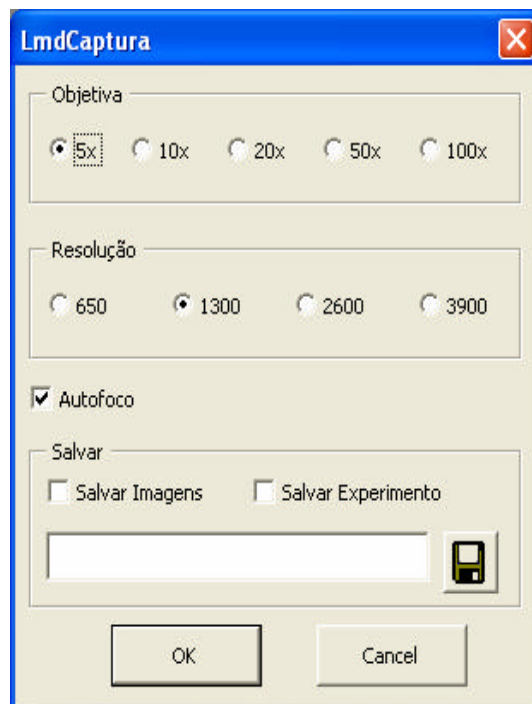 LmdCaptura
Objetiva
5x 10x 20x 50x 100x
Resolução
650 1300 2600 3900
Autofoco
Salvar
Salvar Imagens Salvar Experimento
OK Cancel